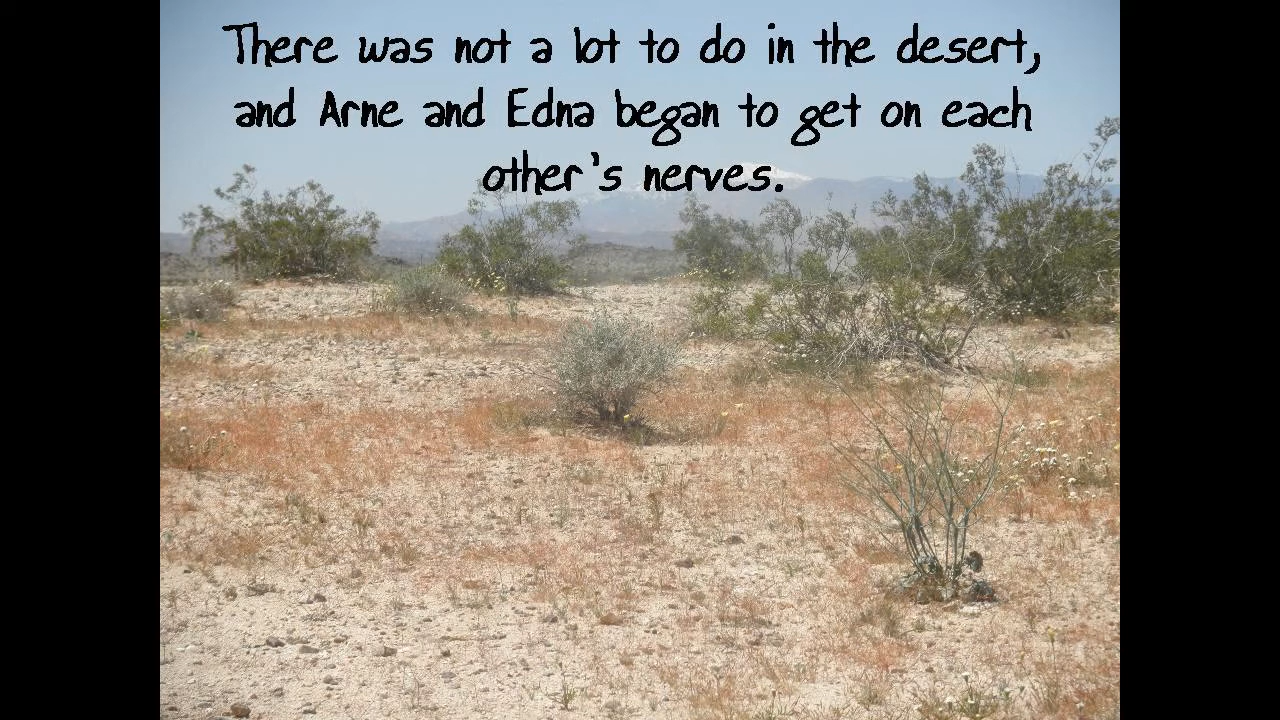 There was not a lot to do in the desert,
and Arne and Edna began to get on each
other's nerves.